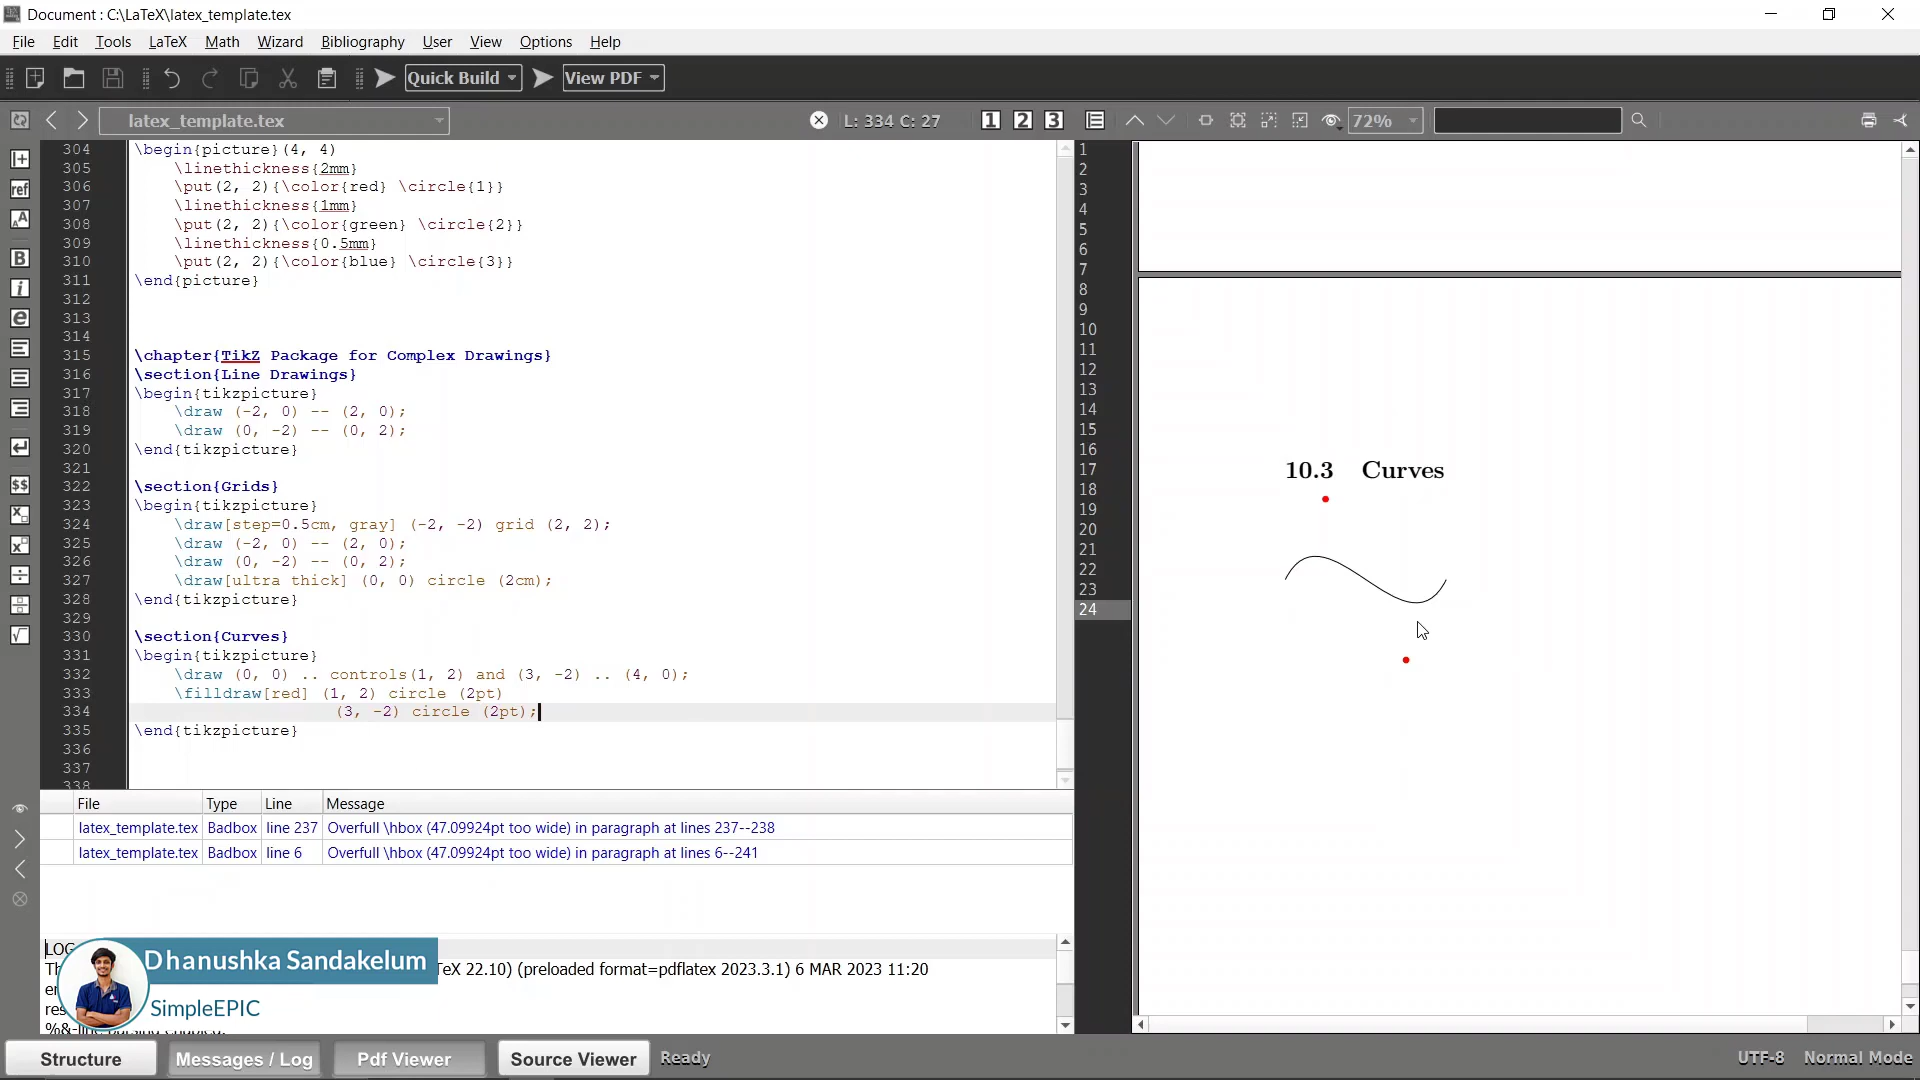 Document : C:\LaTeX\latex_template.tex
File Edit Tools LaTeX Math Wizard Bibliography User View Options Help
Quick Build View PDF
latex_template.tex L: 334 C: 27 1 2 3 72%
304 \begin{picture}(4, 4)
305 \linethickness{2mm}
306 \put(2, 2){\color{red} \circle{1}}
307 \linethickness{1mm}
308 \put(2, 2){\color{green} \circle{2}}
309 \linethickness{0.5mm}
310 \put(2, 2){\color{blue} \circle{3}}
311 \end{picture}
312
313
314
315 \chapter{TikZ Package for Complex Drawings}
316 \section{Line Drawings}
317 \begin{tikzpicture}
318 \draw (-2, 0) -- (2, 0);
319 \draw (0, -2) -- (0, 2);
320 \end{tikzpicture}
321
322 \section{Grids}
323 \begin{tikzpicture}
324 \draw[step=0.5cm, gray] (-2, -2) grid (2, 2);
325 \draw (-2, 0) -- (2, 0);
326 \draw (0, -2) -- (0, 2);
327 \draw[ultra thick] (0, 0) circle (2cm);
328 \end{tikzpicture}
329
330 \section{Curves}
331 \begin{tikzpicture}
332 \draw (0, 0) .. controls(1, 2) and (3, -2) .. (4, 0);
333 \filldraw[red] (1, 2) circle (2pt)
334 (3, -2) circle (2pt);
335 \end{tikzpicture}
336
337
338
1
2
3
4
5
6
7
8
9
10
11
12
13
14
15
16
17
18
19
20
21
22
23
24
10.3 Curves
File Type Line Message
latex_template.tex Badbox line 237 Overfull \hbox (47.09924pt too wide) in paragraph at lines 237--238
latex_template.tex Badbox line 6 Overfull \hbox (47.09924pt too wide) in paragraph at lines 6--241
LOG
TeX 22.10) (preloaded format=pdflatex 2023.3.1) 6 MAR 2023 11:20
Dhanushka Sandakelum
SimpleEPIC
Structure Messages / Log Pdf Viewer Source Viewer Ready UTF-8 Normal Mode